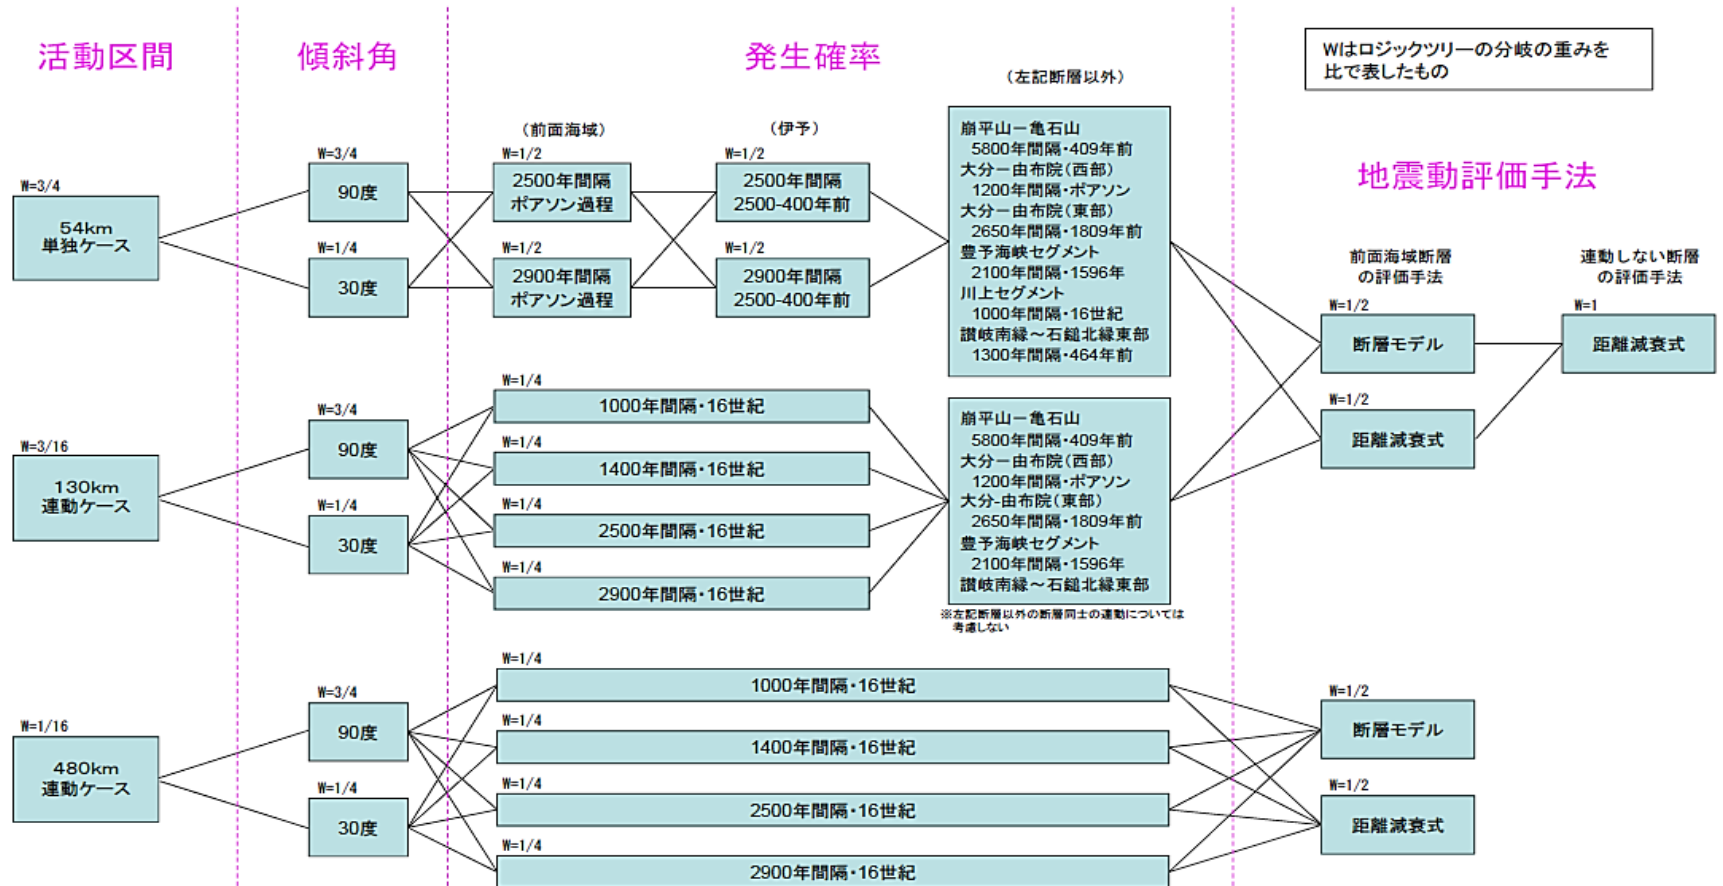 活動区間
傾斜角
発生確率
Wはロジックツリーの分岐の重みを
比で表したもの
地震動評価手法
(前面海域)
(伊予)
(左記断層以外)
W=3/4
54km
単独ケース
W=3/4
90度
W=1/4
30度
W=1/2
2500年間隔
ポアソン過程
W=1/2
2900年間隔
ポアソン過程
W=1/2
2500年間隔
2500-400年前
W=1/2
2900年間隔
2500-400年前
崩平山−亀石山
5800年間隔・409年前
大分−由布院(西部)
1200年間隔・ポアソン
大分−由布院(東部)
2650年間隔・1809年前
豊予海峡セグメント
2100年間隔・1596年
川上セグメント
1000年間隔・16世紀
讃岐南縁〜石鎚北縁東部
1300年間隔・464年前
前面海域断層
の評価手法
W=1/2
断層モデル
W=1/2
距離減衰式
連動しない断層
の評価手法
W=1
距離減衰式
W=3/16
130km
連動ケース
W=3/4
90度
W=1/4
30度
W=1/4
1000年間隔・16世紀
W=1/4
1400年間隔・16世紀
W=1/4
2500年間隔・16世紀
W=1/4
2900年間隔・16世紀
崩平山−亀石山
5800年間隔・409年前
大分−由布院(西部)
1200年間隔・ポアソン
大分-由布院(東部)
2650年間隔・1809年前
豊予海峡セグメント
2100年間隔・1596年
讃岐南縁〜石鎚北縁東部
※左記断層以外の断層同士の連動については
考慮しない
W=1/16
480km
連動ケース
W=3/4
90度
W=1/4
30度
W=1/4
1000年間隔・16世紀
W=1/4
1400年間隔・16世紀
W=1/4
2500年間隔・16世紀
W=1/4
2900年間隔・16世紀
W=1/2
断層モデル
W=1/2
距離減衰式